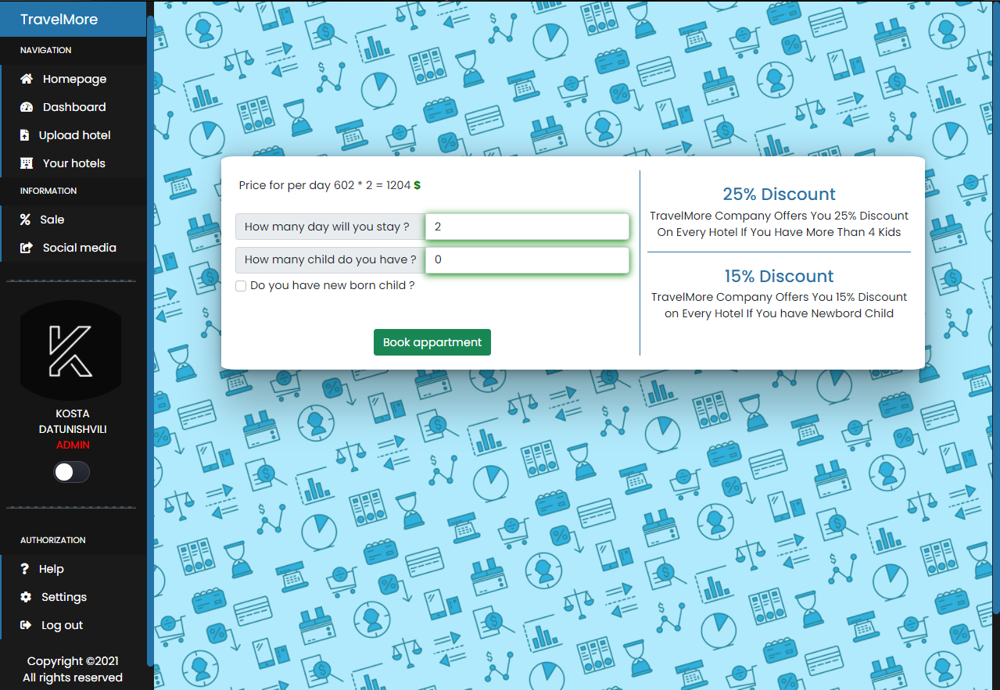 TravelMore
NAVIGATION
Homepage
Dashboard
Upload hotel
Your hotels
INFORMATION
Sale
Social media
KOSTA
DATUNISHVILI
ADMIN
AUTHORIZATION
Help
Settings
Log out
Copyright ©2021
All rights reserved
Price for per day 602 * 2 = 1204 $
How many day will you stay ? 2
How many child do you have ? 0
Do you have new born child ?
Book appartment
25% Discount
TravelMore Company Offers You 25% Discount
On Every Hotel If You Have More Than 4 Kids
15% Discount
TravelMore Company Offers You 15% Discount
on Every Hotel If You have Newbord Child